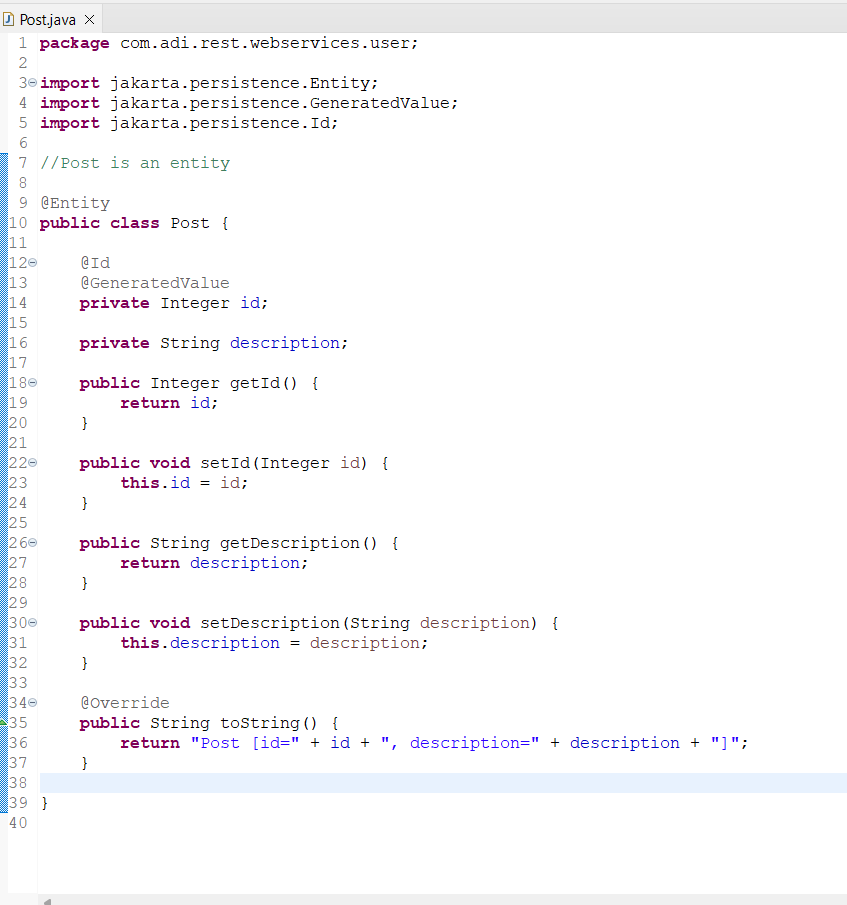 Post.java
1 package com.adi.rest.webservices.user;
2
3 import jakarta.persistence.Entity;
4 import jakarta.persistence.GeneratedValue;
5 import jakarta.persistence.Id;
6
7 //Post is an entity
8
9 @Entity
10 public class Post {
11
12     @Id
13     @GeneratedValue
14     private Integer id;
15
16     private String description;
17
18     public Integer getId() {
19         return id;
20     }
21
22     public void setId(Integer id) {
23         this.id = id;
24     }
25
26     public String getDescription() {
27         return description;
28     }
29
30     public void setDescription(String description) {
31         this.description = description;
32     }
33
34     @Override
35     public String toString() {
36         return "Post [id=" + id + ", description=" + description + "]";
37     }
38
39 }
40